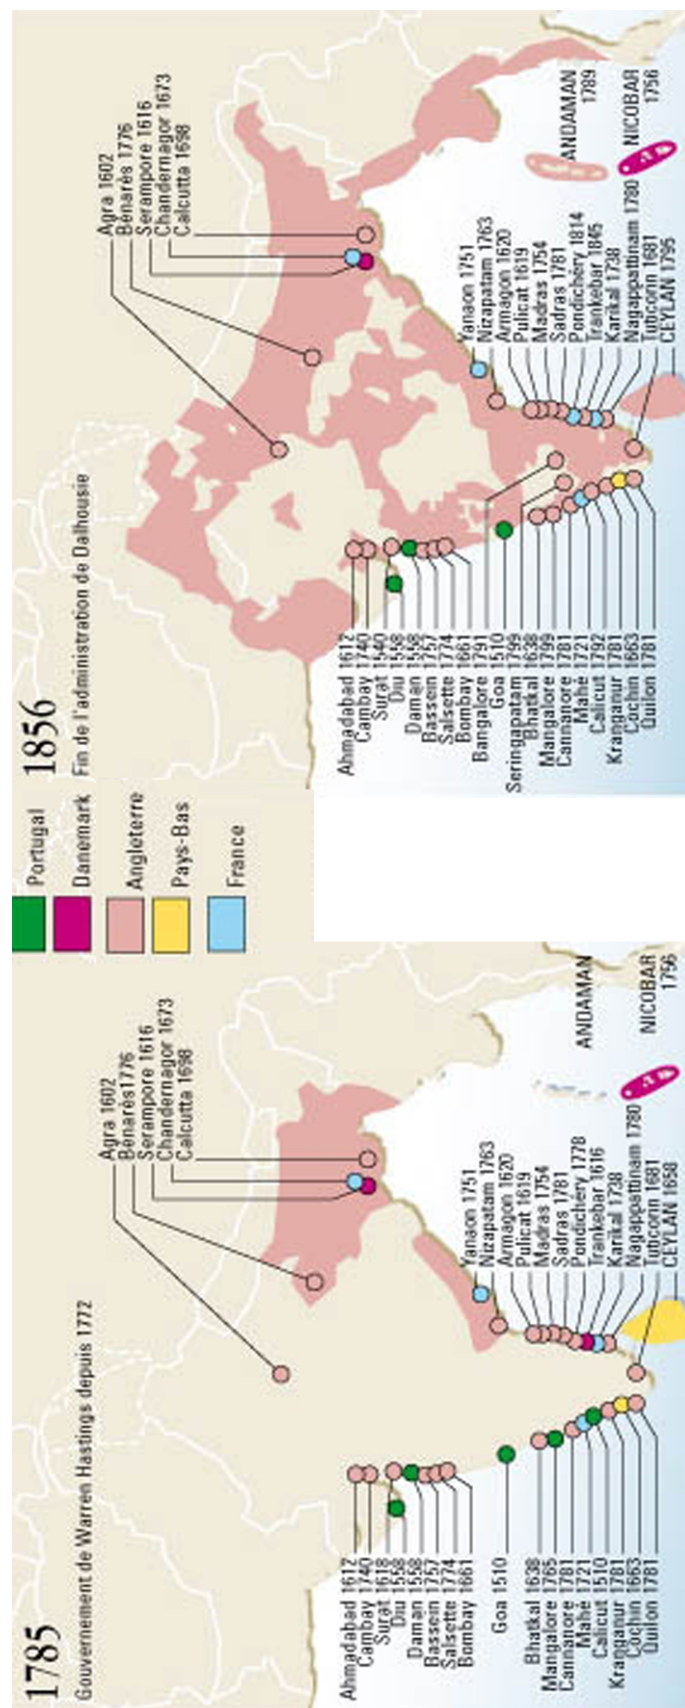 1785
Gouvernement de Warren Hastings depuis 1772
Agra 1602
Bénarès1776
Serampore 1616
Chandernagor 1673
Calcutta 1698
Ahmadabad 1612
Cambay 1740
Surat 1618
Diu 1558
Daman 1558
Bassein 1757
Salsette 1774
Bombay 1661
Goa 1510
Bhatkal 1638
Mangalore 1765
Cannanore 1781
Mahé 1721
Calicut 1510
Kranganur 1781
Cochin 1663
Quilon 1781
Yanaon 1751
Nizapatam 1763
Armagon 1620
Pulicat 1619
Madras 1754
Sadras 1781
Pondichéry 1778
Trankebar 1616
Karikal 1738
Nagappattinam 1780
Tuticorin 1681
CEYLAN 1658
ANDAMAN
NICOBAR
1756
Portugal
Danemark
Angleterre
Pays-Bas
France
1856
Fin de l'administration de Dalhousie
Agra 1602
Bénarès 1776
Serampore 1616
Chandernagor 1673
Calcutta 1698
Ahmadabad 1612
Cambay 1740
Surat 1540
Diu 1558
Daman 1558
Bassein 1757
Salsette 1774
Bombay 1661
Bangalore 1791
Goa 1510
Seringapatam 1799
Bhatkal 1638
Mangalore 1799
Cannanore 1781
Mahé 1721
Calicut 1792
Kranganur 1781
Cochin 1663
Quilon 1781
Yanaon 1751
Nizapatam 1763
Armagon 1620
Pulicat 1619
Madras 1754
Sadras 1781
Pondichéry 1814
Trankebar 1845
Karikal 1738
Nagappattinam 1780
Tuticorin 1681
CEYLAN 1795
ANDAMAN
1789
NICOBAR
1756